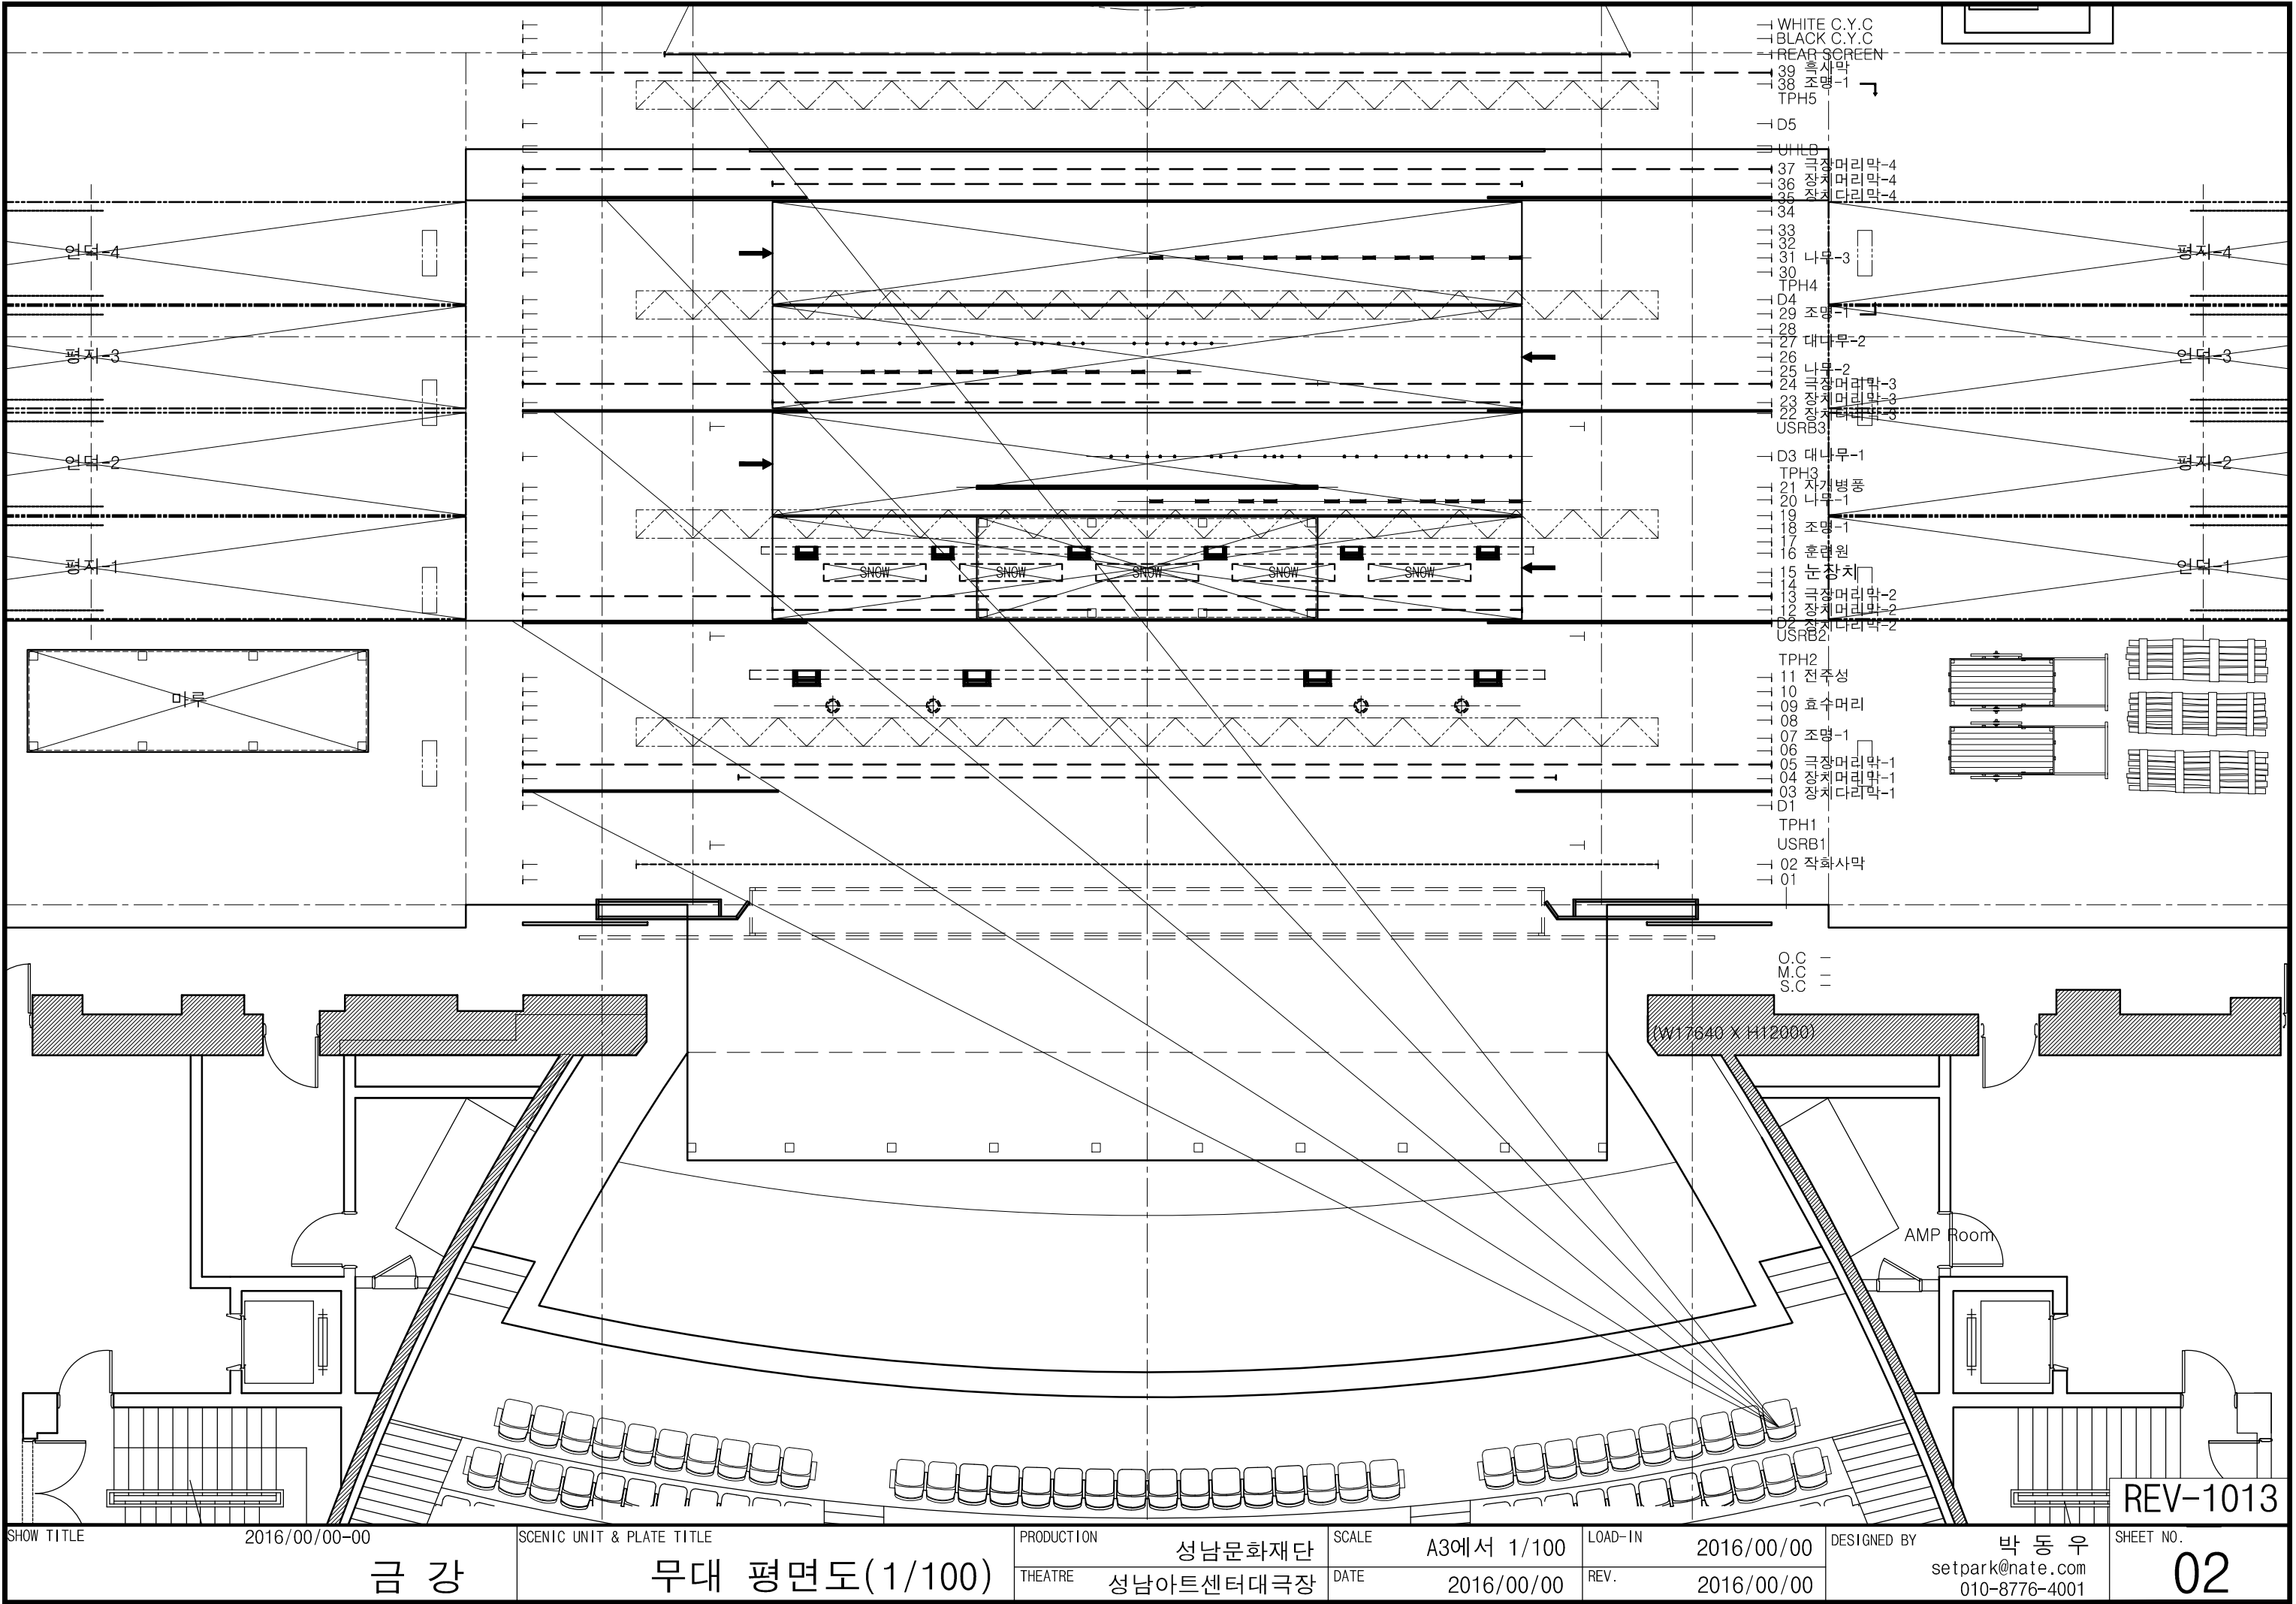 WHITE C.Y.C
BLACK C.Y.C
REAR SCREEN
39 흑사막
38 조명-1
TPH5
D5
UHLB
37 극장머리막-4
36 장치머리막-4
35 장치다리막-4
34
33
32
31 나무-3
30
TPH4
D4
29 조명-1
28
27 대나무-2
26
25 나무-2
24 극장머리막-3
23 장치머리막-3
22 장치다리막-3
USRB3
D3 대나무-1
TPH3
21 자개병풍
20 나무-1
19
18 조명-1
17
16 훈련원
15 눈장치
14
13 극장머리막-2
12 장치머리막-2
D2 장치다리막-2
USRB2
TPH2
11 전주성
10
09 효수머리
08
07 조명-1
06
05 극장머리막-1
04 장치머리막-1
03 장치다리막-1
D1
TPH1
USRB1
02 작화사막
01
O.C
M.C
S.C
언덕-4
평지-3
언덕-2
평지-1
평지-4
언덕-3
평지-2
언덕-1
SNOW SNOW SNOW SNOW SNOW
마루
(W17640 X H12000)
AMP Room
REV-1013
SHOW TITLE 2016/00/00-00
금 강
SCENIC UNIT & PLATE TITLE
무대 평면도(1/100)
PRODUCTION 성남문화재단
THEATRE 성남아트센터대극장
SCALE A3에서 1/100
DATE 2016/00/00
LOAD-IN 2016/00/00
REV. 2016/00/00
DESIGNED BY 박 동 우
setpark@nate.com
010-8776-4001
SHEET NO.
02